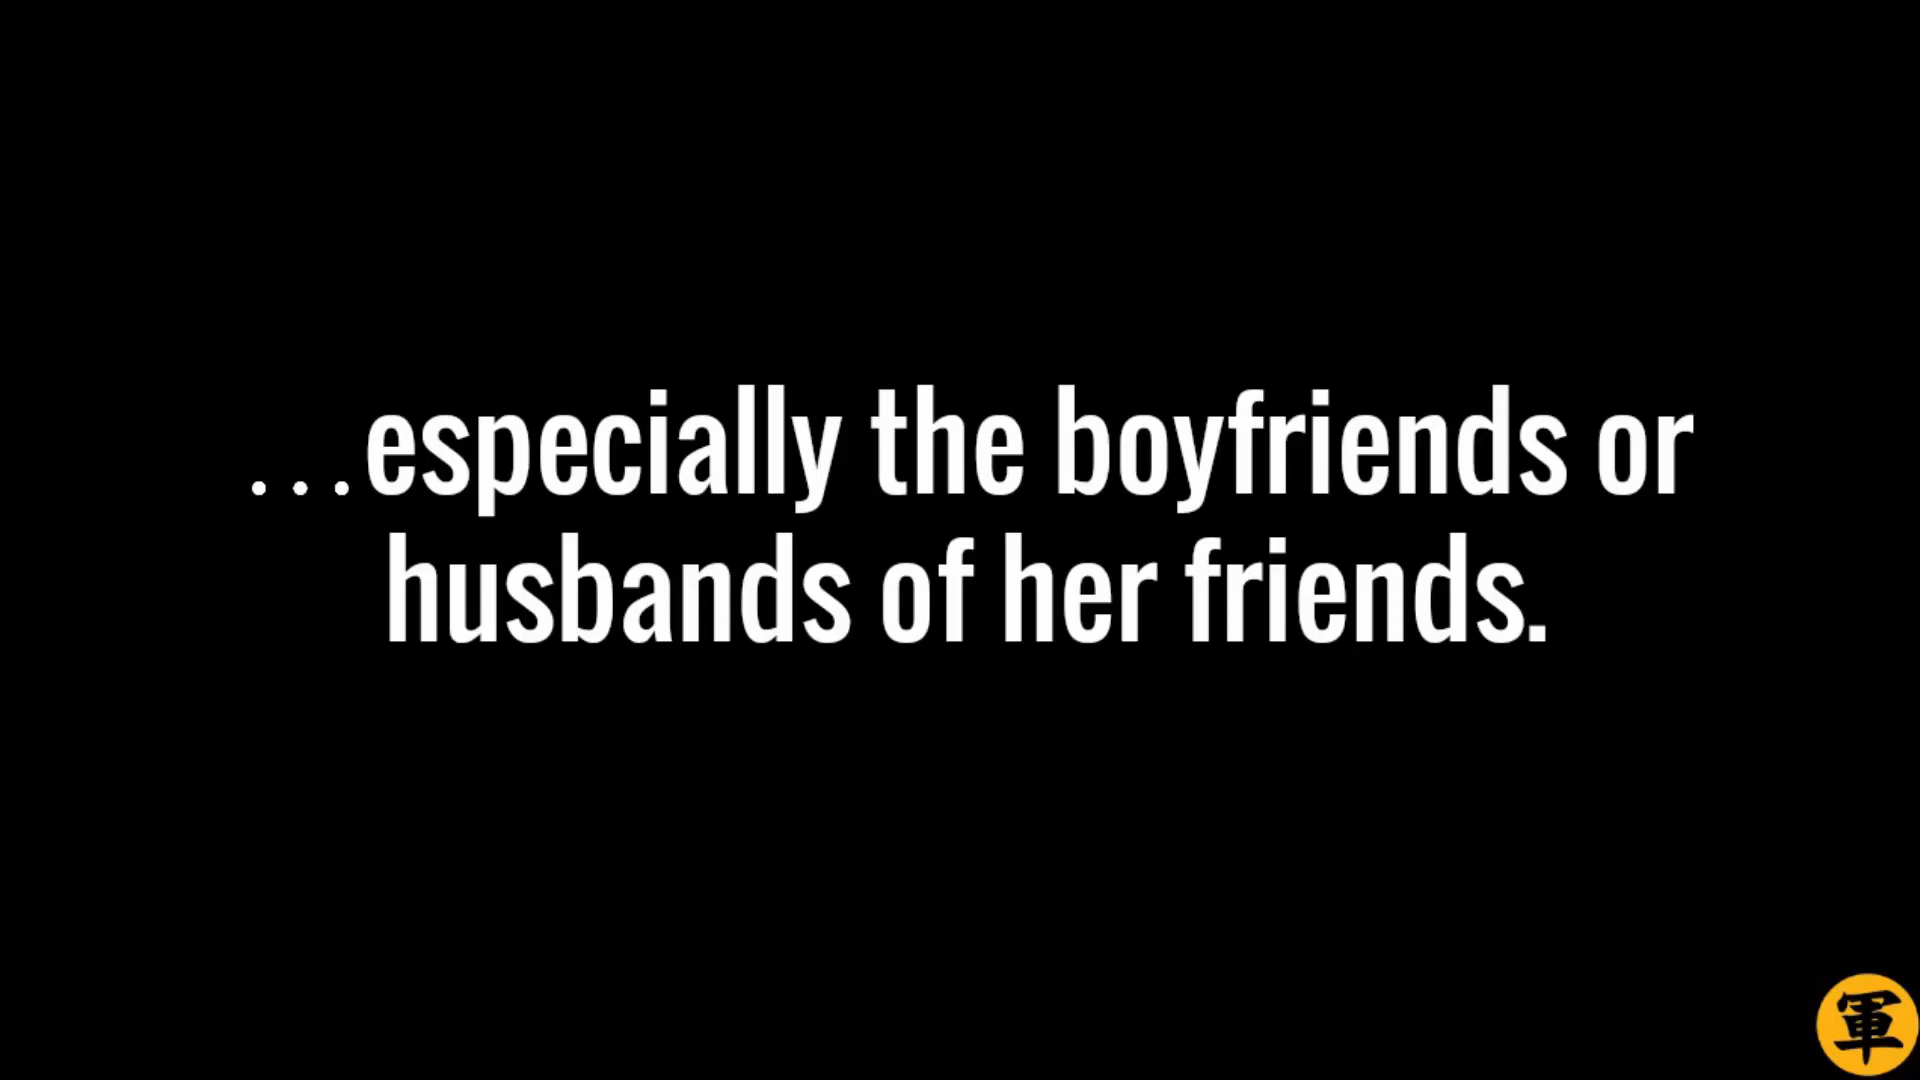 ...especially the boyfriends or
husbands of her friends.
軍